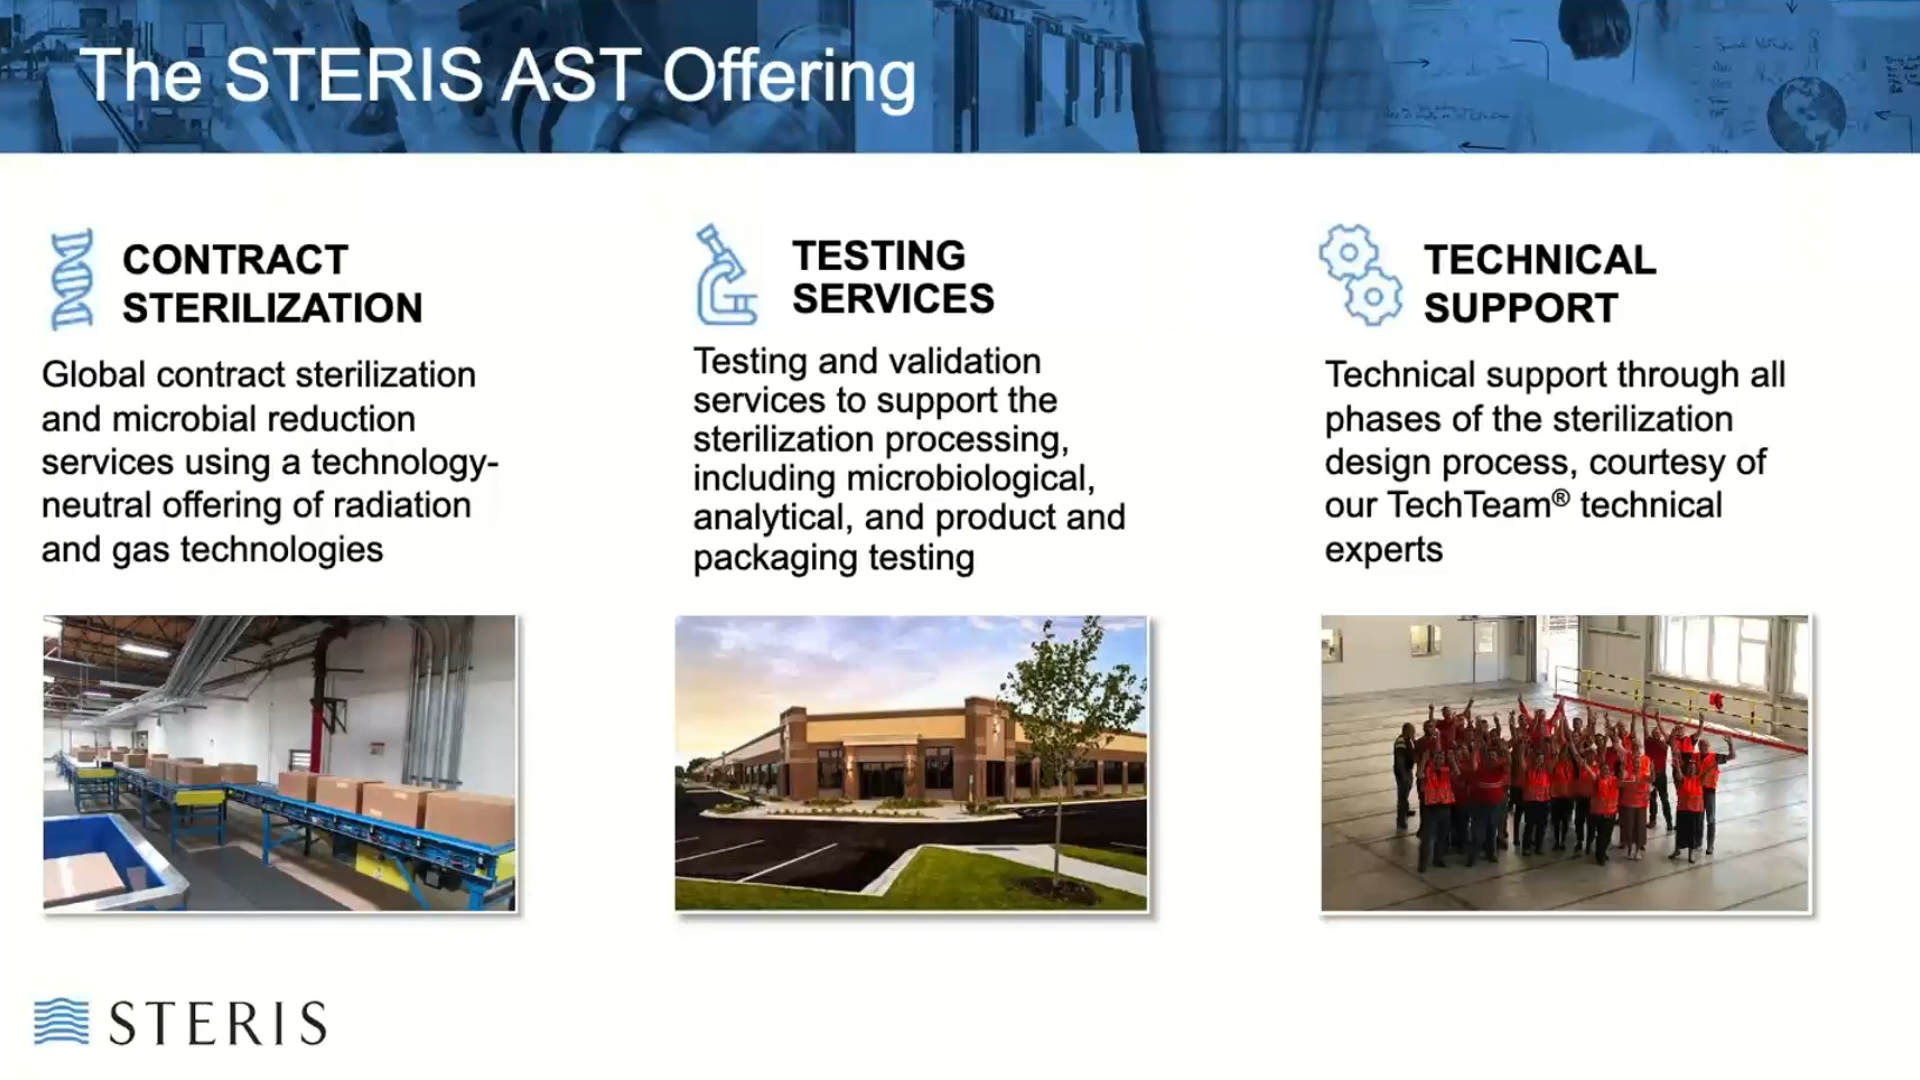 The STERIS AST Offering
CONTRACT
STERILIZATION
Global contract sterilization
and microbial reduction
services using a technology-
neutral offering of radiation
and gas technologies
TESTING
SERVICES
Testing and validation
services to support the
sterilization processing,
including microbiological,
analytical, and product and
packaging testing
TECHNICAL
SUPPORT
Technical support through all
phases of the sterilization
design process, courtesy of
our TechTeam® technical
experts
STERIS